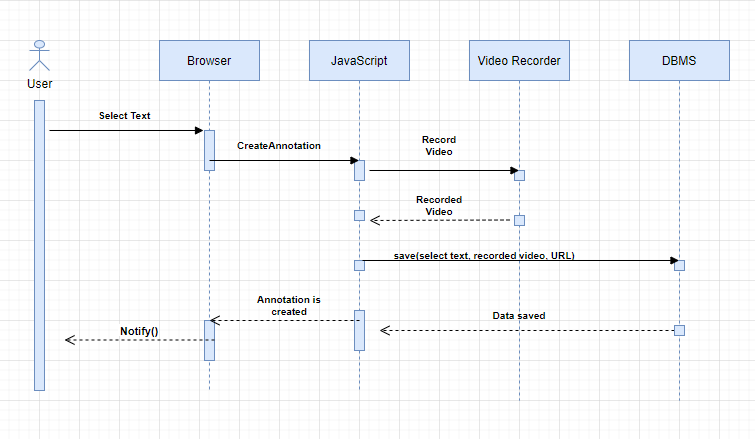 User
Browser
JavaScript
Video Recorder
DBMS
Select Text
CreateAnnotation
Record
Video
Recorded
Video
save(select text, recorded video, URL)
Annotation is
created
Data saved
Notify()